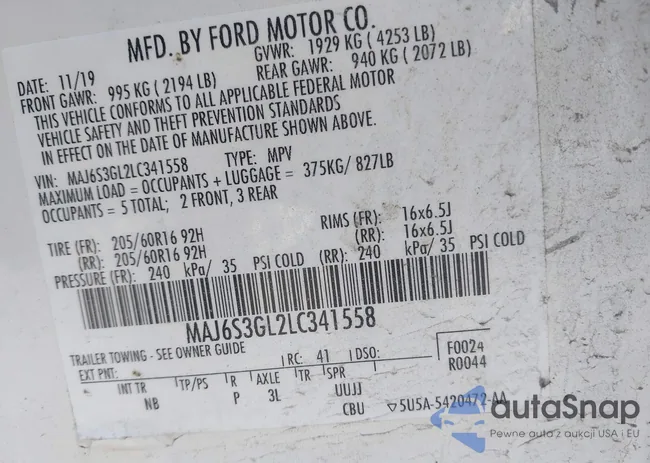 MFD. BY FORD MOTOR CO.
DATE: 11/19 GVWR: 1929 KG ( 4253 LB)
FRONT GAWR: 995 KG ( 2194 LB) REAR GAWR: 940 KG ( 2072 LB)
THIS VEHICLE CONFORMS TO ALL APPLICABLE FEDERAL MOTOR
VEHICLE SAFETY AND THEFT PREVENTION STANDARDS
IN EFFECT ON THE DATE OF MANUFACTURE SHOWN ABOVE.
VIN: MAJ6S3GL2LC341558 TYPE: MPV
MAXIMUM LOAD = OCCUPANTS + LUGGAGE = 375KG/ 827LB
OCCUPANTS = 5 TOTAL; 2 FRONT, 3 REAR
TIRE (FR): 205/60R16 92H RIMS (FR): 16x6.5J
(RR): 205/60R16 92H (RR): 16x6.5J
PRESSURE (FR): 240 kPa/ 35 PSI COLD (RR): 240 kPa/ 35 PSI COLD
MAJ6S3GL2LC341558
TRAILER TOWING - SEE OWNER GUIDE
EXT PNT: RC: 41 DSO: F0024
R0044
INT TR TP/PS R AXLE TR SPR
NB P 3L UUJJ
CBU 5U5A-5420472-AA
autaSnap
Pewne auta z aukcji USA i EU